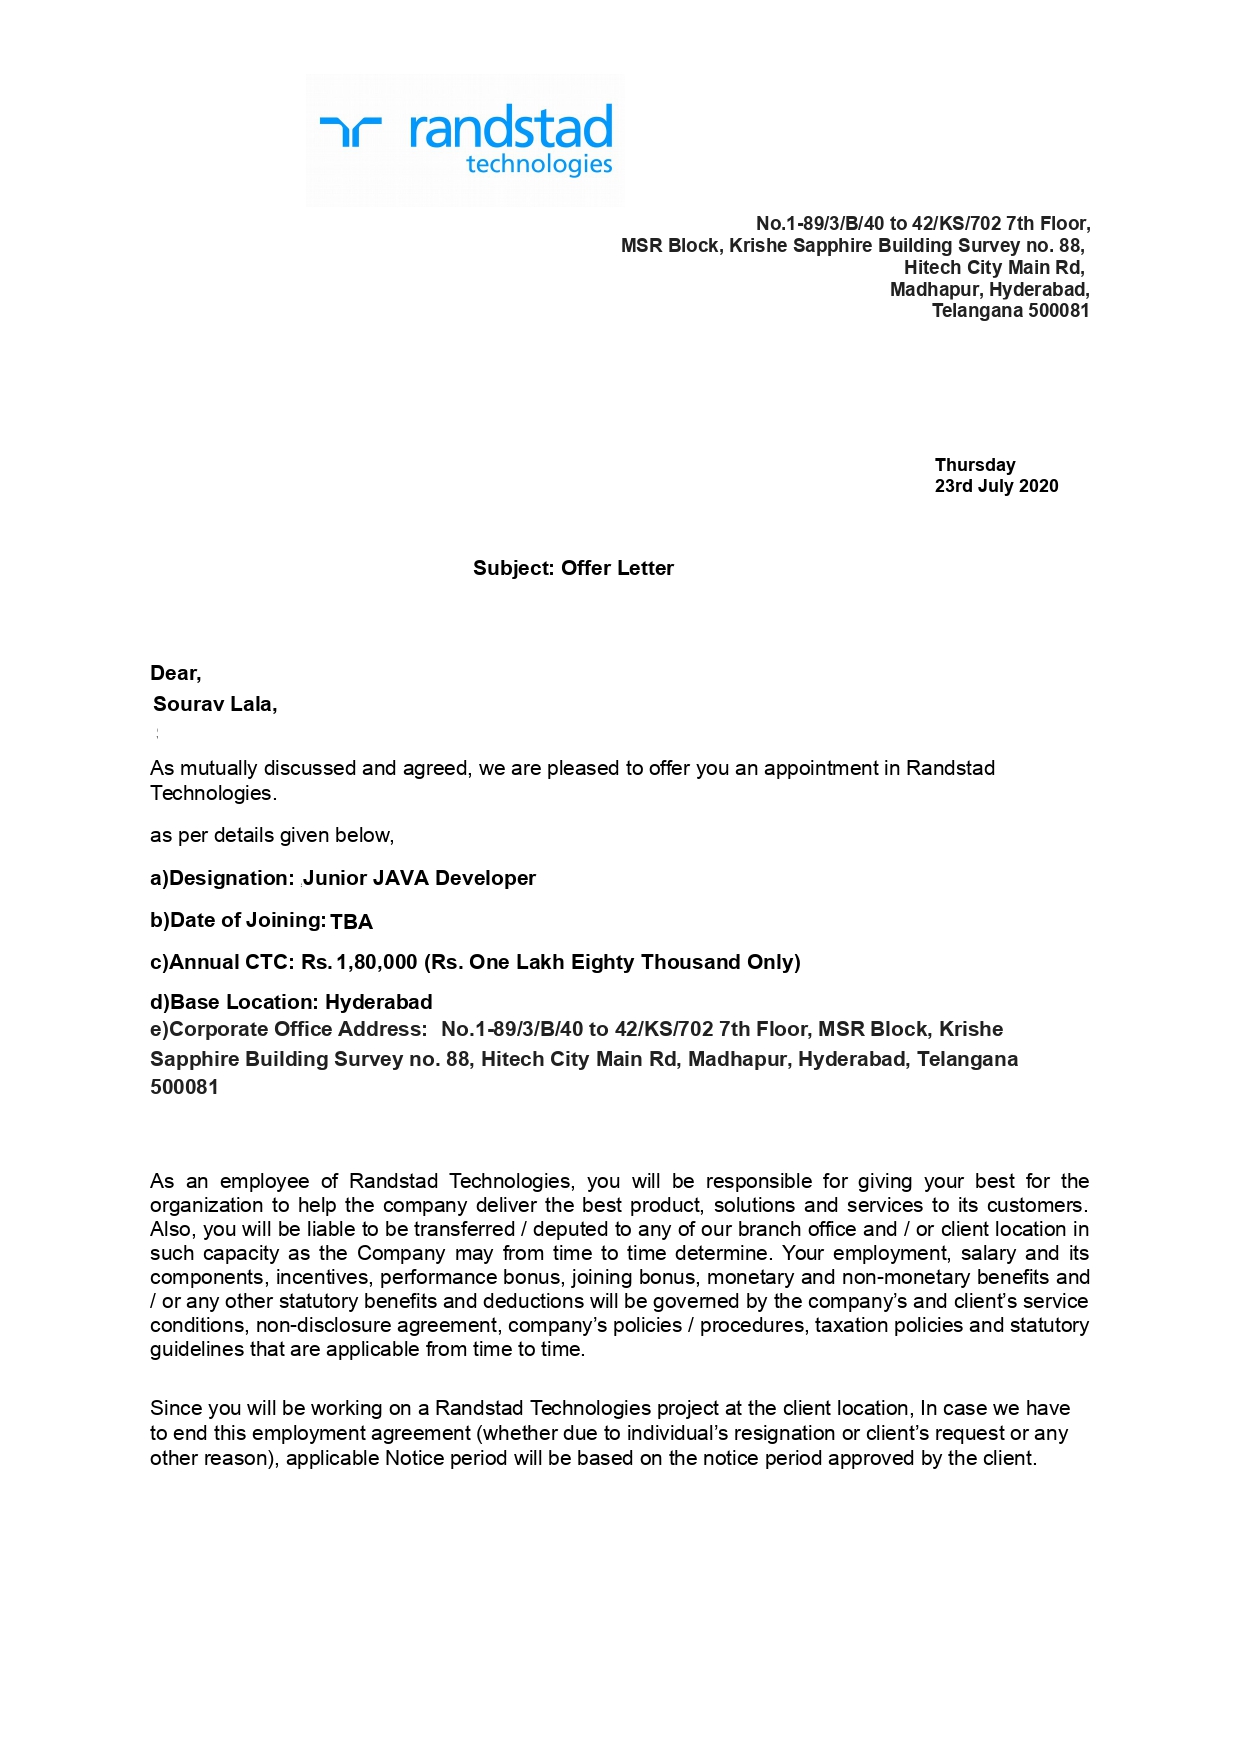 randstad
technologies
No.1-89/3/B/40 to 42/KS/702 7th Floor,
MSR Block, Krishe Sapphire Building Survey no. 88,
Hitech City Main Rd,
Madhapur, Hyderabad,
Telangana 500081
Thursday
23rd July 2020
Subject: Offer Letter
Dear,
Sourav Lala,
As mutually discussed and agreed, we are pleased to offer you an appointment in Randstad
Technologies.
as per details given below,
a)Designation: Junior JAVA Developer
b)Date of Joining: TBA
c)Annual CTC: Rs. 1,80,000 (Rs. One Lakh Eighty Thousand Only)
d)Base Location: Hyderabad
e)Corporate Office Address: No.1-89/3/B/40 to 42/KS/702 7th Floor, MSR Block, Krishe
Sapphire Building Survey no. 88, Hitech City Main Rd, Madhapur, Hyderabad, Telangana
500081
As an employee of Randstad Technologies, you will be responsible for giving your best for the
organization to help the company deliver the best product, solutions and services to its customers.
Also, you will be liable to be transferred / deputed to any of our branch office and / or client location in
such capacity as the Company may from time to time determine. Your employment, salary and its
components, incentives, performance bonus, joining bonus, monetary and non-monetary benefits and
/ or any other statutory benefits and deductions will be governed by the company’s and client’s service
conditions, non-disclosure agreement, company’s policies / procedures, taxation policies and statutory
guidelines that are applicable from time to time.
Since you will be working on a Randstad Technologies project at the client location, In case we have
to end this employment agreement (whether due to individual’s resignation or client’s request or any
other reason), applicable Notice period will be based on the notice period approved by the client.